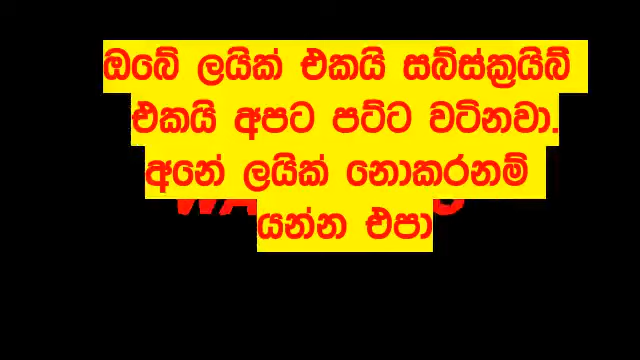 ඔබේ ලයික් එකයි සබ්ස්ක්‍රයිබ්
එකයි අපට පට්ට වටිනවා.
අනේ ලයික් නොකරනම්
යන්න එපා